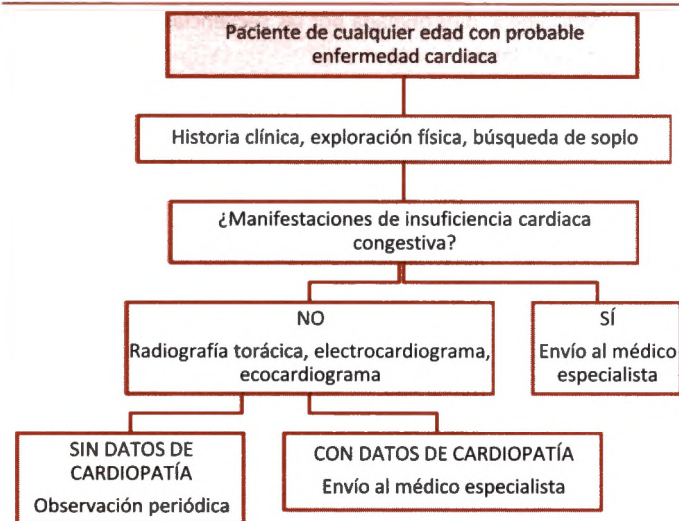 Paciente de cualquier edad con probable
enfermedad cardiaca
Historia clínica, exploración física, búsqueda de soplo
¿Manifestaciones de insuficiencia cardiaca
congestiva?
NO
Radiografía torácica, electrocardiograma,
ecocardiograma
SÍ
Envío al médico
especialista
SIN DATOS DE
CARDIOPATÍA
Observación periódica
CON DATOS DE CARDIOPATÍA
Envío al médico especialista